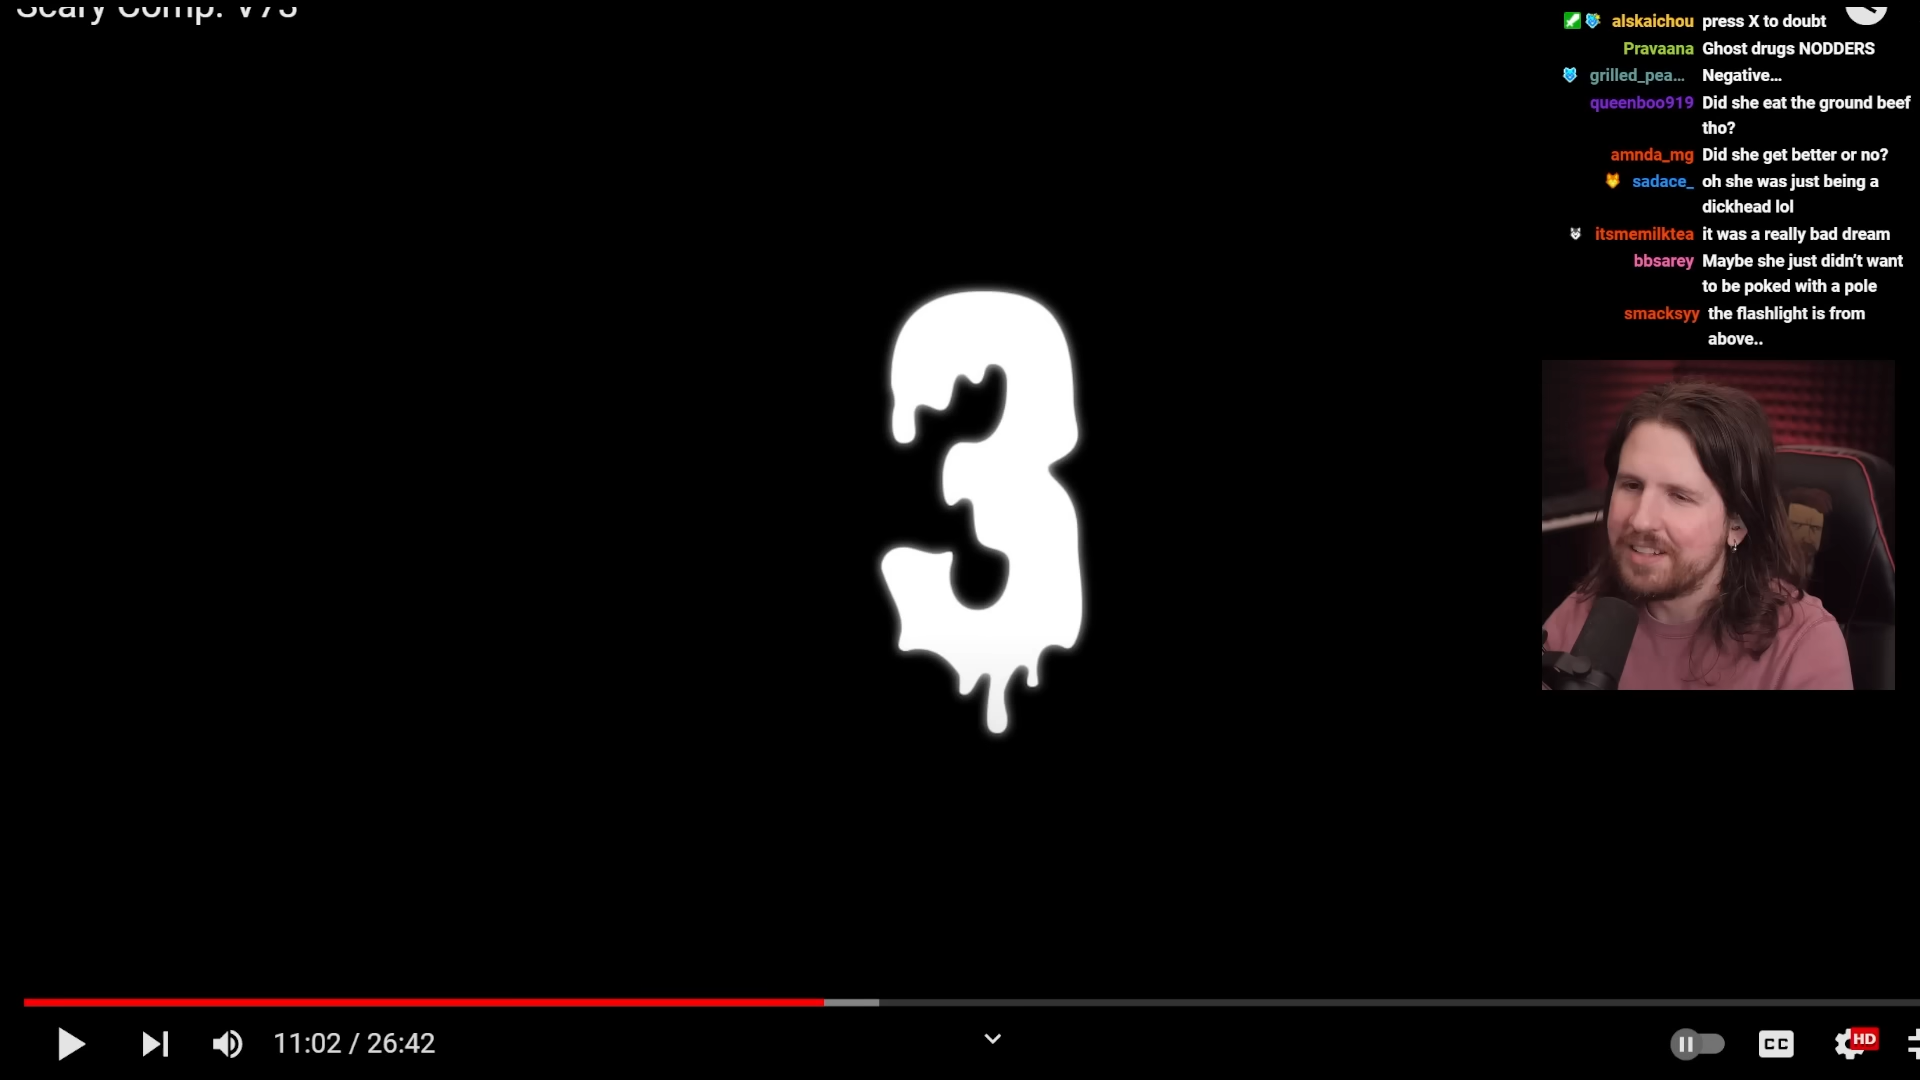 Scary Comp. V73
alskaichou press X to doubt
Pravaana Ghost drugs NODDERS
grilled_pea... Negative...
queenboo919 Did she eat the ground beef
tho?
amnda_mg Did she get better or no?
sadace_ oh she was just being a
dickhead lol
itsmemilktea it was a really bad dream
bbsarey Maybe she just didn't want
to be poked with a pole
smacksyy the flashlight is from
above..
3
11:02 / 26:42
CC
HD